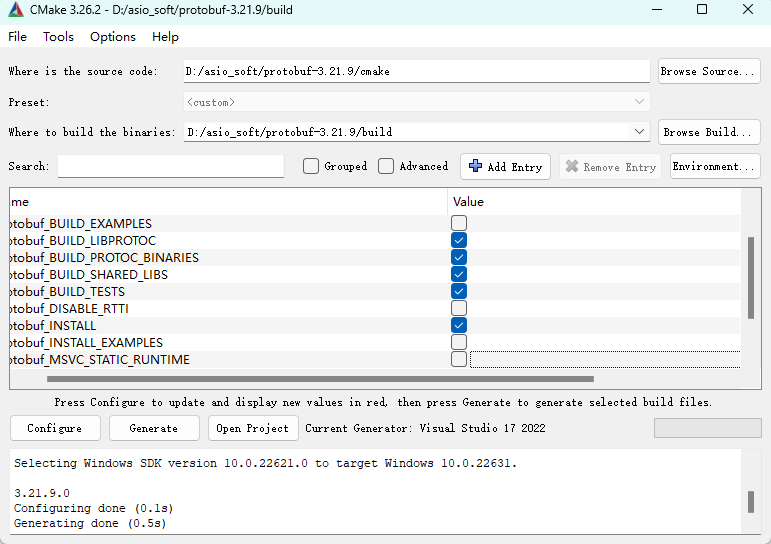 CMake 3.26.2 - D:/asio_soft/protobuf-3.21.9/build
File Tools Options Help
Where is the source code: D:/asio_soft/protobuf-3.21.9/cmake Browse Source...
Preset: <custom>
Where to build the binaries: D:/asio_soft/protobuf-3.21.9/build Browse Build...
Search: Grouped Advanced Add Entry Remove Entry Environment...
me Value
otobuf_BUILD_EXAMPLES
otobuf_BUILD_LIBPROTOC
otobuf_BUILD_PROTOC_BINARIES
otobuf_BUILD_SHARED_LIBS
otobuf_BUILD_TESTS
otobuf_DISABLE_RTTI
otobuf_INSTALL
otobuf_INSTALL_EXAMPLES
otobuf_MSVC_STATIC_RUNTIME
Press Configure to update and display new values in red, then press Generate to generate selected build files.
Configure Generate Open Project Current Generator: Visual Studio 17 2022
Selecting Windows SDK version 10.0.22621.0 to target Windows 10.0.22631.
3.21.9.0
Configuring done (0.1s)
Generating done (0.5s)